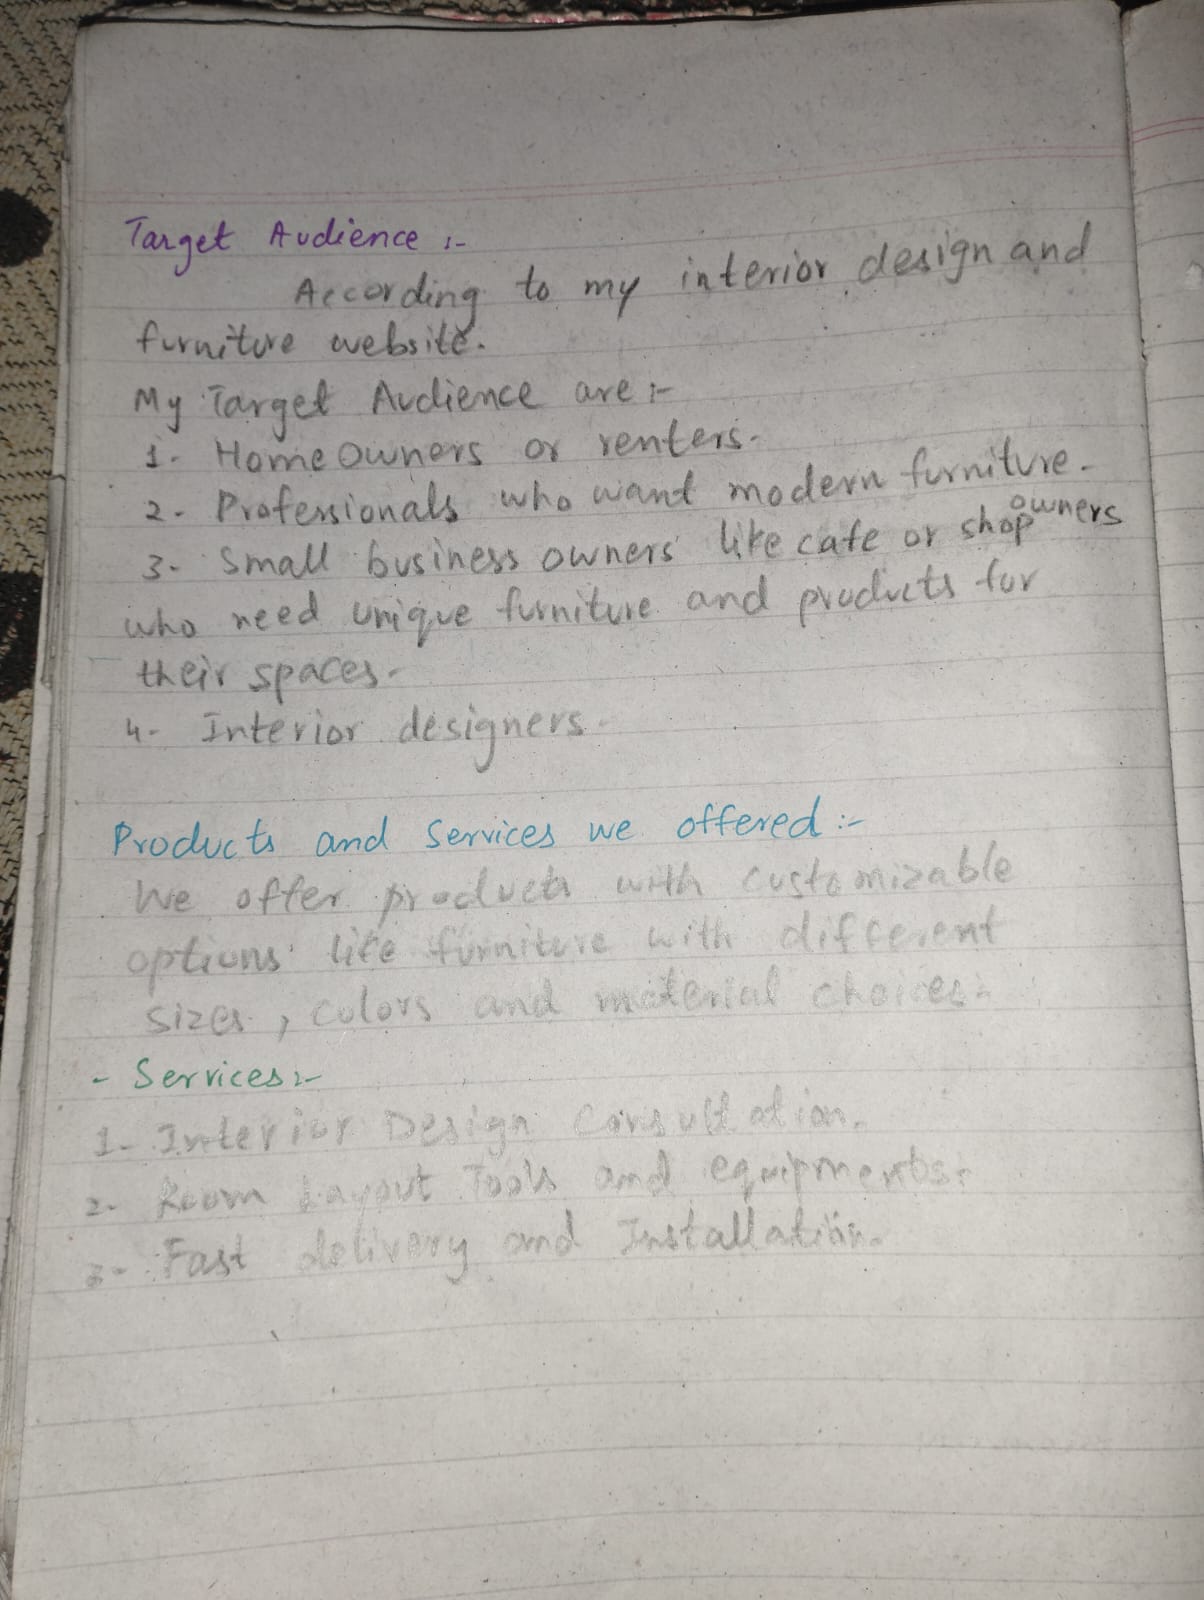 Target Audience :-
According to my interior design and
furniture website.
My Target Audience are :-
1. Home Owners or renters.
2. Professionals who want modern furniture.
3. Small business owners like cafe or shop owners
who need unique furniture and products for
their spaces.
4. Interior designers.
Products and Services we offered :-
We offer products with customizable
options like furniture with different
sizes, colors and material choices.
- Services :-
1- Interior Design Consultation.
2- Room Layout Tools and equipments.
3- Fast delivery and Installation.